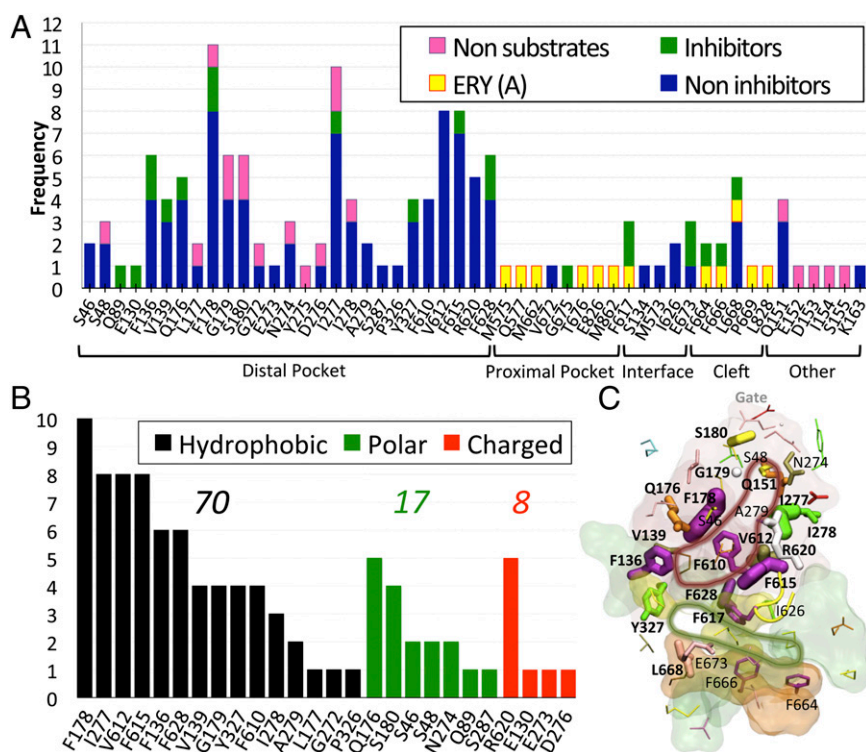 A
Frequency
12
11
10
9
8
7
6
5
4
3
2
1
0
Non substrates
Inhibitors
ERY (A)
Non inhibitors
S46
S48
Q89
E130
F136
V139
Q176
L177
F178
G179
S180
G272
E273
N274
Y275
D276
I277
I278
A279
S287
P326
Y327
F610
V612
F615
R620
F628
M575
Q577
M662
V672
G675
T676
E826
M862
F617
S134
M573
I626
E673
F664
F666
L668
P669
L828
Q151
E152
D153
I154
S155
K163
Distal Pocket
Proximal Pocket
Interface
Cleft
Other
B
10
9
8
7
6
5
4
3
2
1
0
Hydrophobic
Polar
Charged
70
17
8
F178
I277
V612
F615
F136
F628
V139
G179
Y327
F610
I278
A279
L177
G272
P326
Q176
S180
S46
S48
N274
Q89
S287
R620
E130
E273
D276
C
Gate
S180
S48
N274
G179
Q151
Q176
F178
I277
S46
A279
I278
V139
V612
R620
F136
F610
F615
F628
F617
I626
Y327
L668
E673
F666
F664